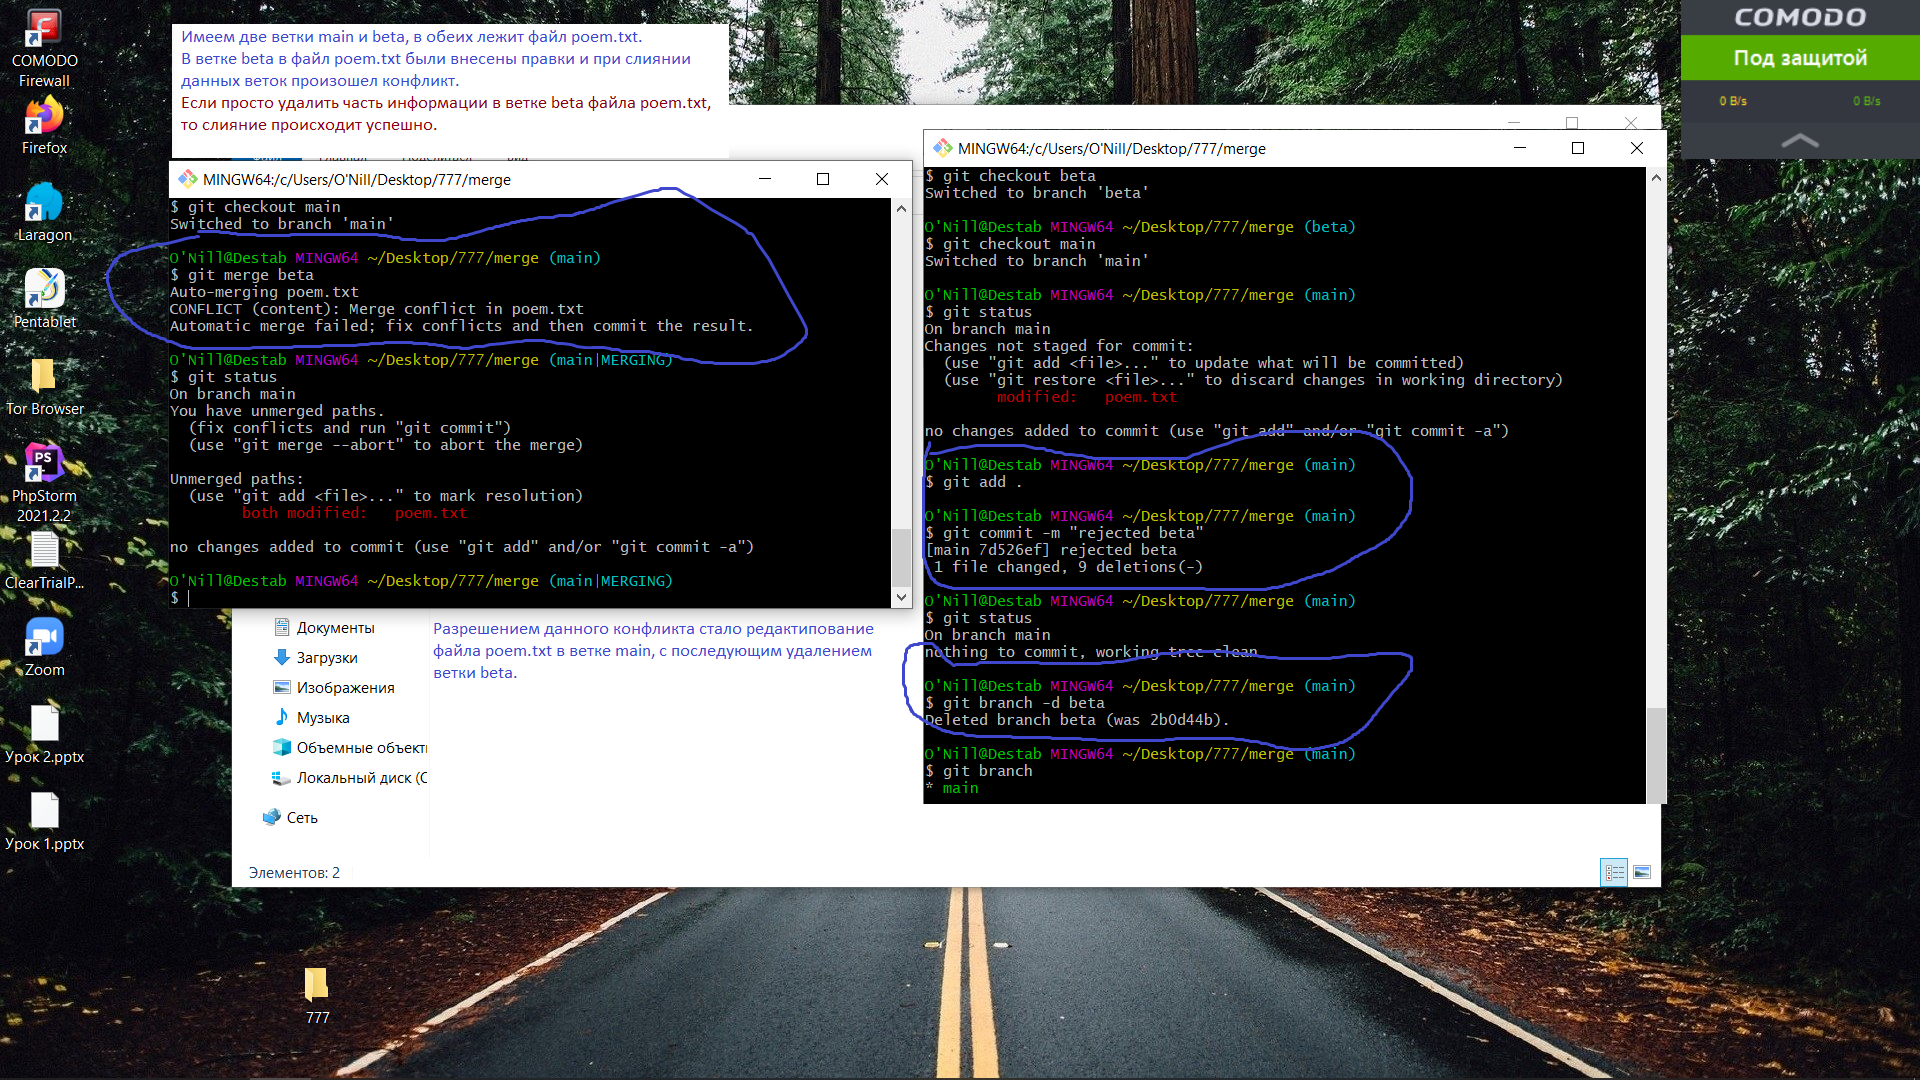 COMODO
Firewall
Firefox
Laragon
Pentablet
Tor Browser
PhpStorm
2021.2.2
ClearTrialP...
Zoom
Урок 2.pptx
Урок 1.pptx
777
Имеем две ветки main и beta, в обеих лежит файл poem.txt.
В ветке beta в файл poem.txt были внесены правки и при слиянии
данных веток произошел конфликт.
Если просто удалить часть информации в ветке beta файла poem.txt,
то слияние происходит успешно.
MINGW64:/c/Users/O'Nill/Desktop/777/merge
$ git checkout main
Switched to branch 'main'
O'Nill@Destab MINGW64 ~/Desktop/777/merge (main)
$ git merge beta
Auto-merging poem.txt
CONFLICT (content): Merge conflict in poem.txt
Automatic merge failed; fix conflicts and then commit the result.
O'Nill@Destab MINGW64 ~/Desktop/777/merge (main|MERGING)
$ git status
On branch main
You have unmerged paths.
(fix conflicts and run "git commit")
(use "git merge --abort" to abort the merge)
Unmerged paths:
(use "git add <file>..." to mark resolution)
both modified:   poem.txt
no changes added to commit (use "git add" and/or "git commit -a")
O'Nill@Destab MINGW64 ~/Desktop/777/merge (main|MERGING)
$
Документы
Загрузки
Изображения
Музыка
Объемные объекти
Локальный диск (C
Сеть
Элементов: 2
Разрешением данного конфликта стало редактипование
файла poem.txt в ветке main, с последующим удалением
ветки beta.
MINGW64:/c/Users/O'Nill/Desktop/777/merge
$ git checkout beta
Switched to branch 'beta'
O'Nill@Destab MINGW64 ~/Desktop/777/merge (beta)
$ git checkout main
Switched to branch 'main'
O'Nill@Destab MINGW64 ~/Desktop/777/merge (main)
$ git status
On branch main
Changes not staged for commit:
(use "git add <file>..." to update what will be committed)
(use "git restore <file>..." to discard changes in working directory)
modified:   poem.txt
no changes added to commit (use "git add" and/or "git commit -a")
O'Nill@Destab MINGW64 ~/Desktop/777/merge (main)
$ git add .
O'Nill@Destab MINGW64 ~/Desktop/777/merge (main)
$ git commit -m "rejected beta"
[main 7d526ef] rejected beta
1 file changed, 9 deletions(-)
O'Nill@Destab MINGW64 ~/Desktop/777/merge (main)
$ git status
On branch main
nothing to commit, working tree clean
O'Nill@Destab MINGW64 ~/Desktop/777/merge (main)
$ git branch -d beta
Deleted branch beta (was 2b0d44b).
O'Nill@Destab MINGW64 ~/Desktop/777/merge (main)
$ git branch
* main
COMODO
Под защитой
0 B/s 0 B/s